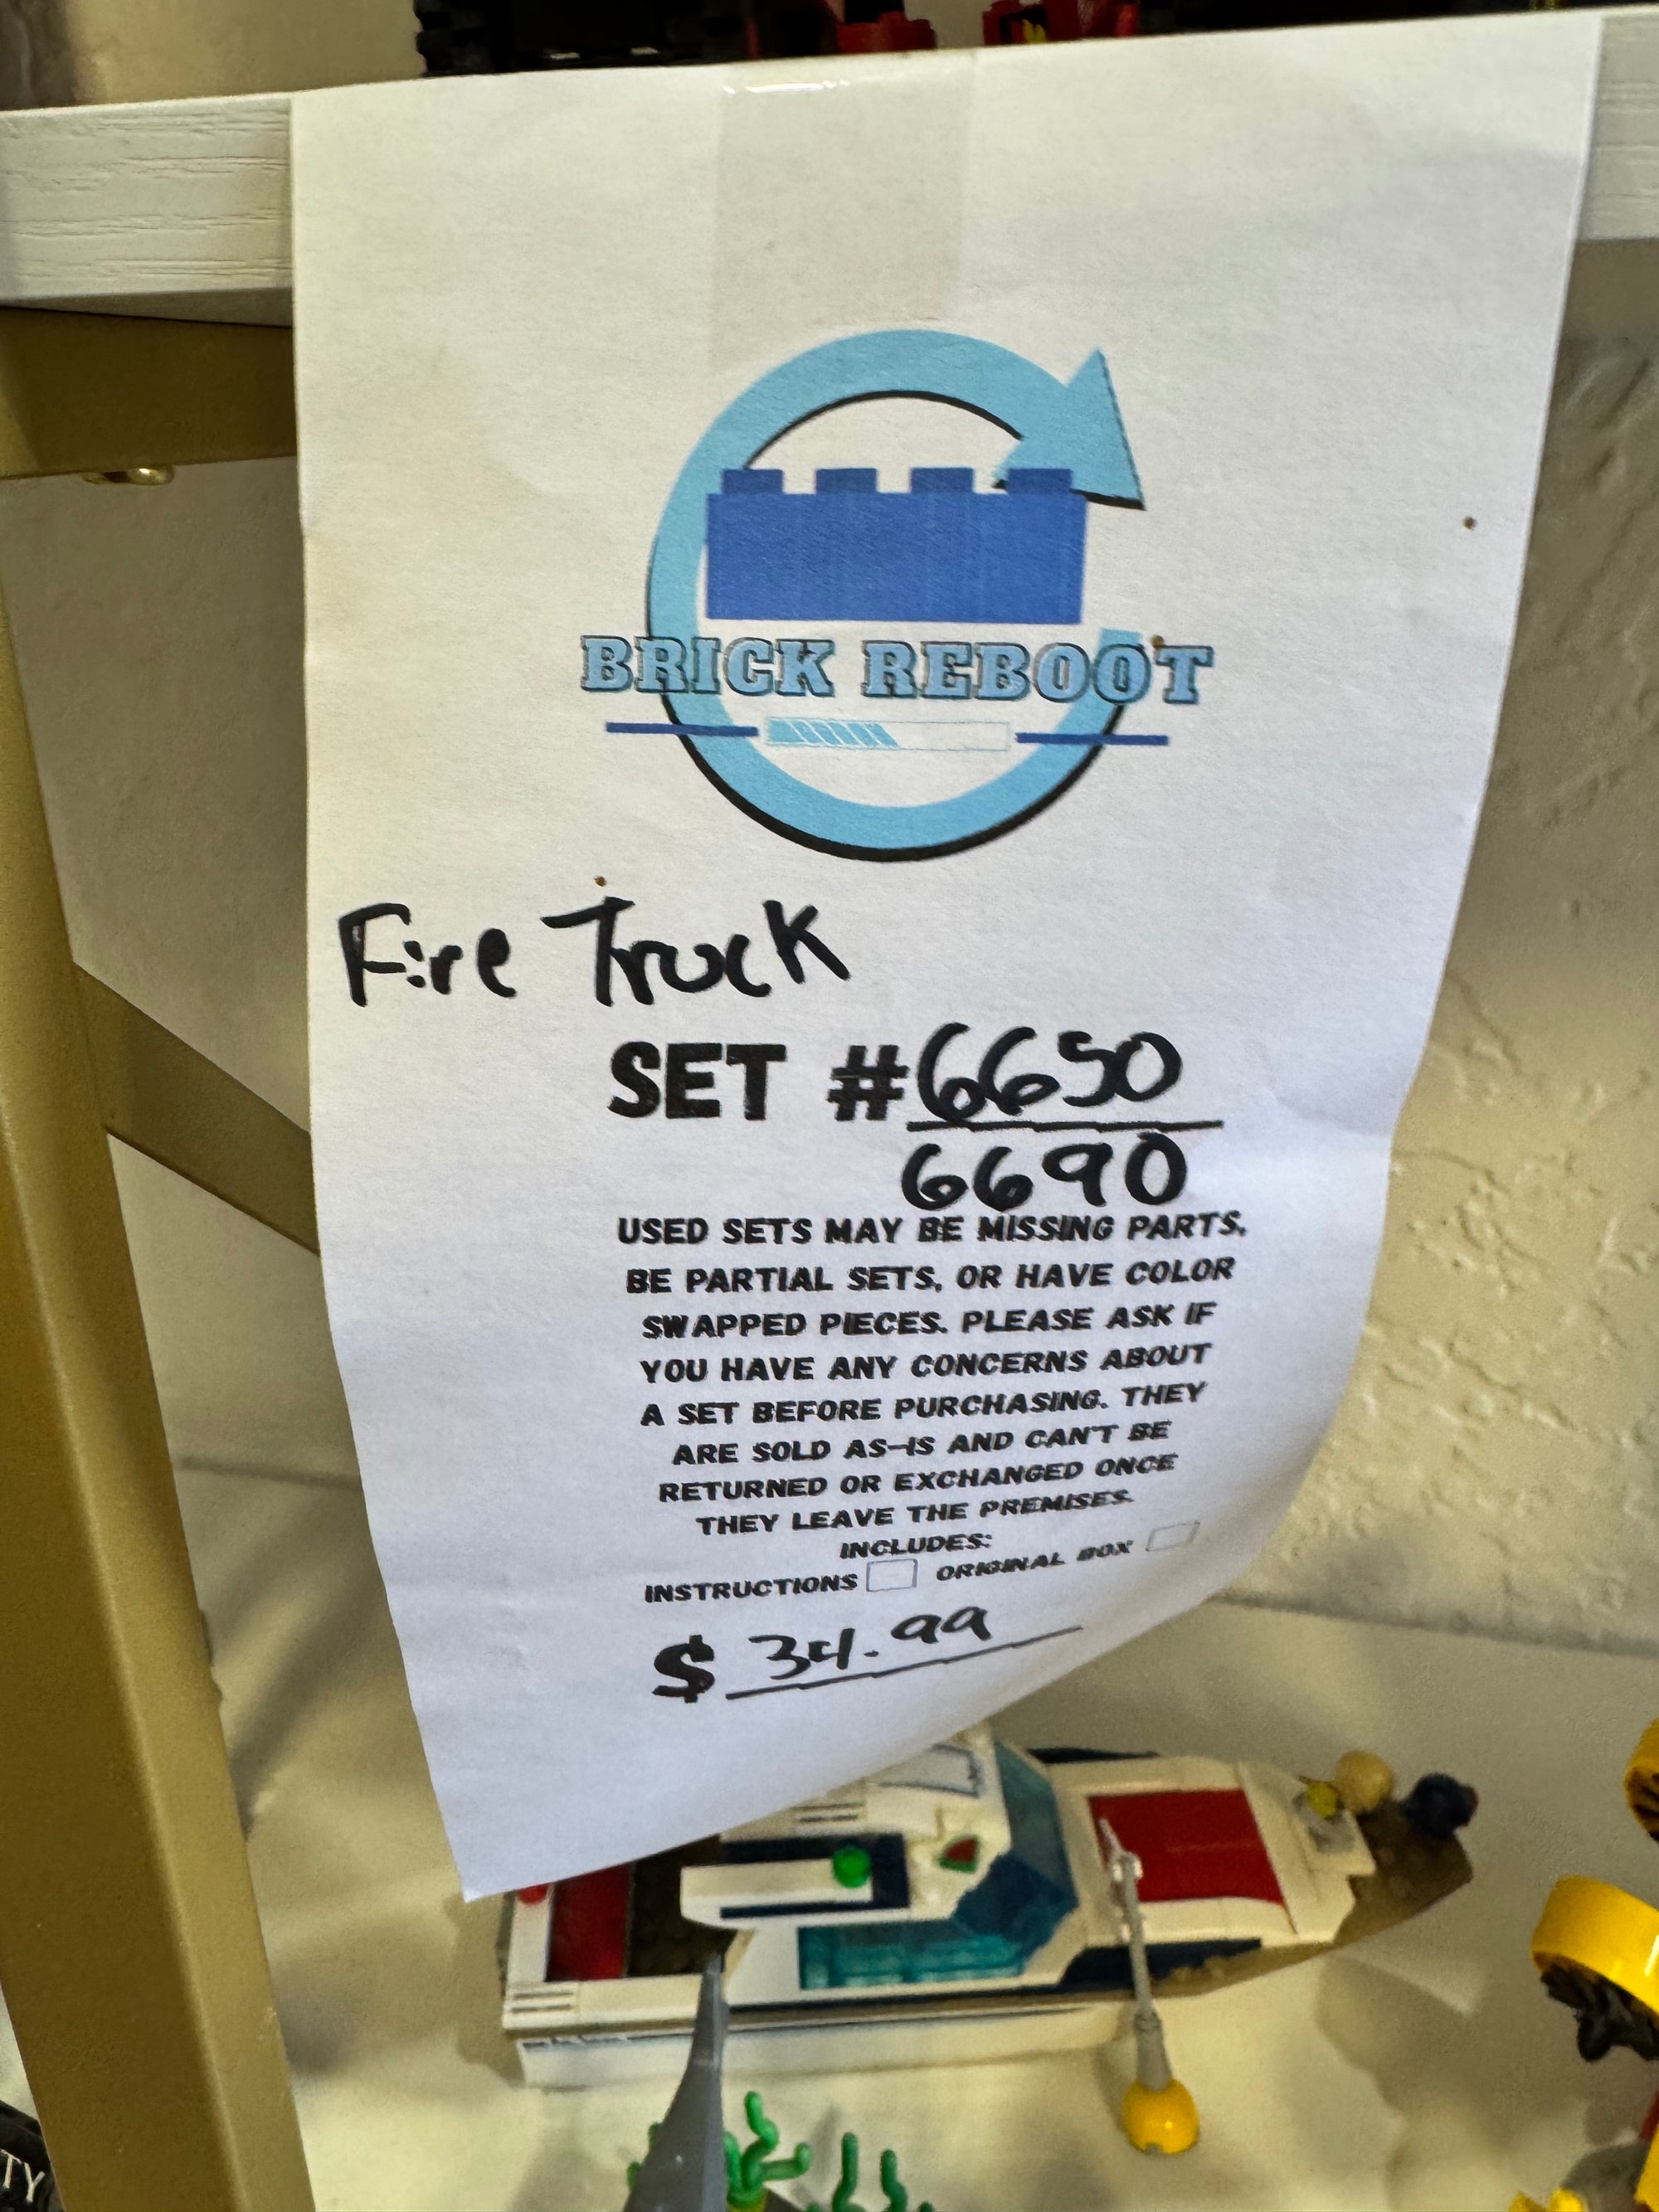 BRICK REBOOT
Fire Truck
SET #6650
6690
USED SETS MAY BE MISSING PARTS,
BE PARTIAL SETS, OR HAVE COLOR
SWAPPED PIECES. PLEASE ASK IF
YOU HAVE ANY CONCERNS ABOUT
A SET BEFORE PURCHASING. THEY
ARE SOLD AS-IS AND CAN'T BE
RETURNED OR EXCHANGED ONCE
THEY LEAVE THE PREMISES.
INCLUDES:
INSTRUCTIONS ORIGINAL BOX
$ 34.99
TY